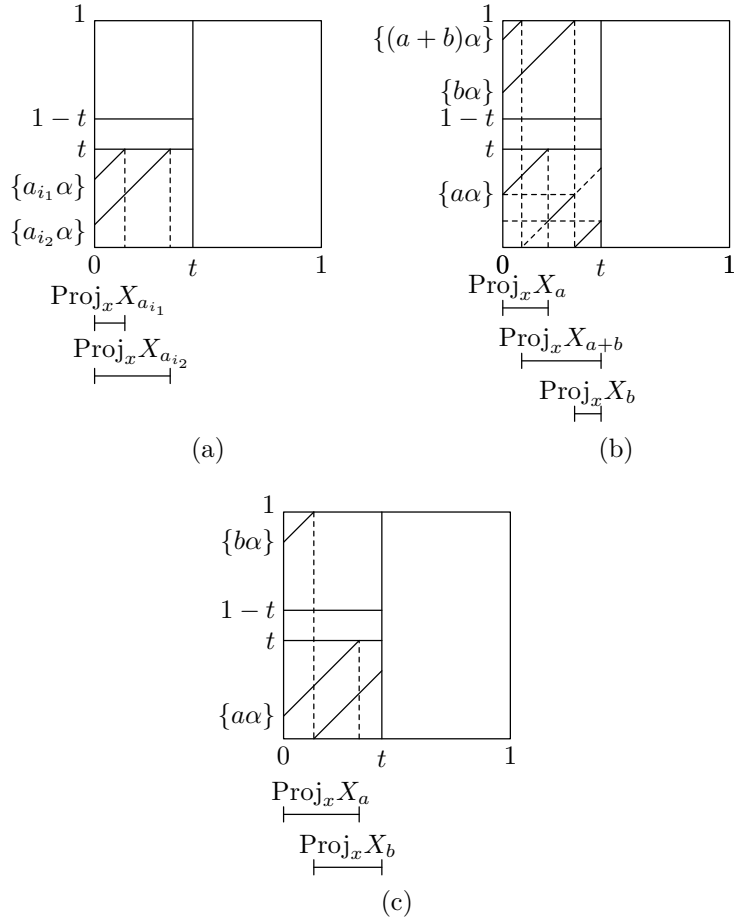 1
1 − t
t
{a_{i_1}α}
{a_{i_2}α}
0 t 1
Proj_x X_{a_{i_1}}
Proj_x X_{a_{i_2}}
(a)
1
{(a + b)α}
{bα}
1 − t
t
{aα}
0 t 1
Proj_x X_a
Proj_x X_{a+b}
Proj_x X_b
(b)
1
{bα}
1 − t
t
{aα}
0 t 1
Proj_x X_a
Proj_x X_b
(c)